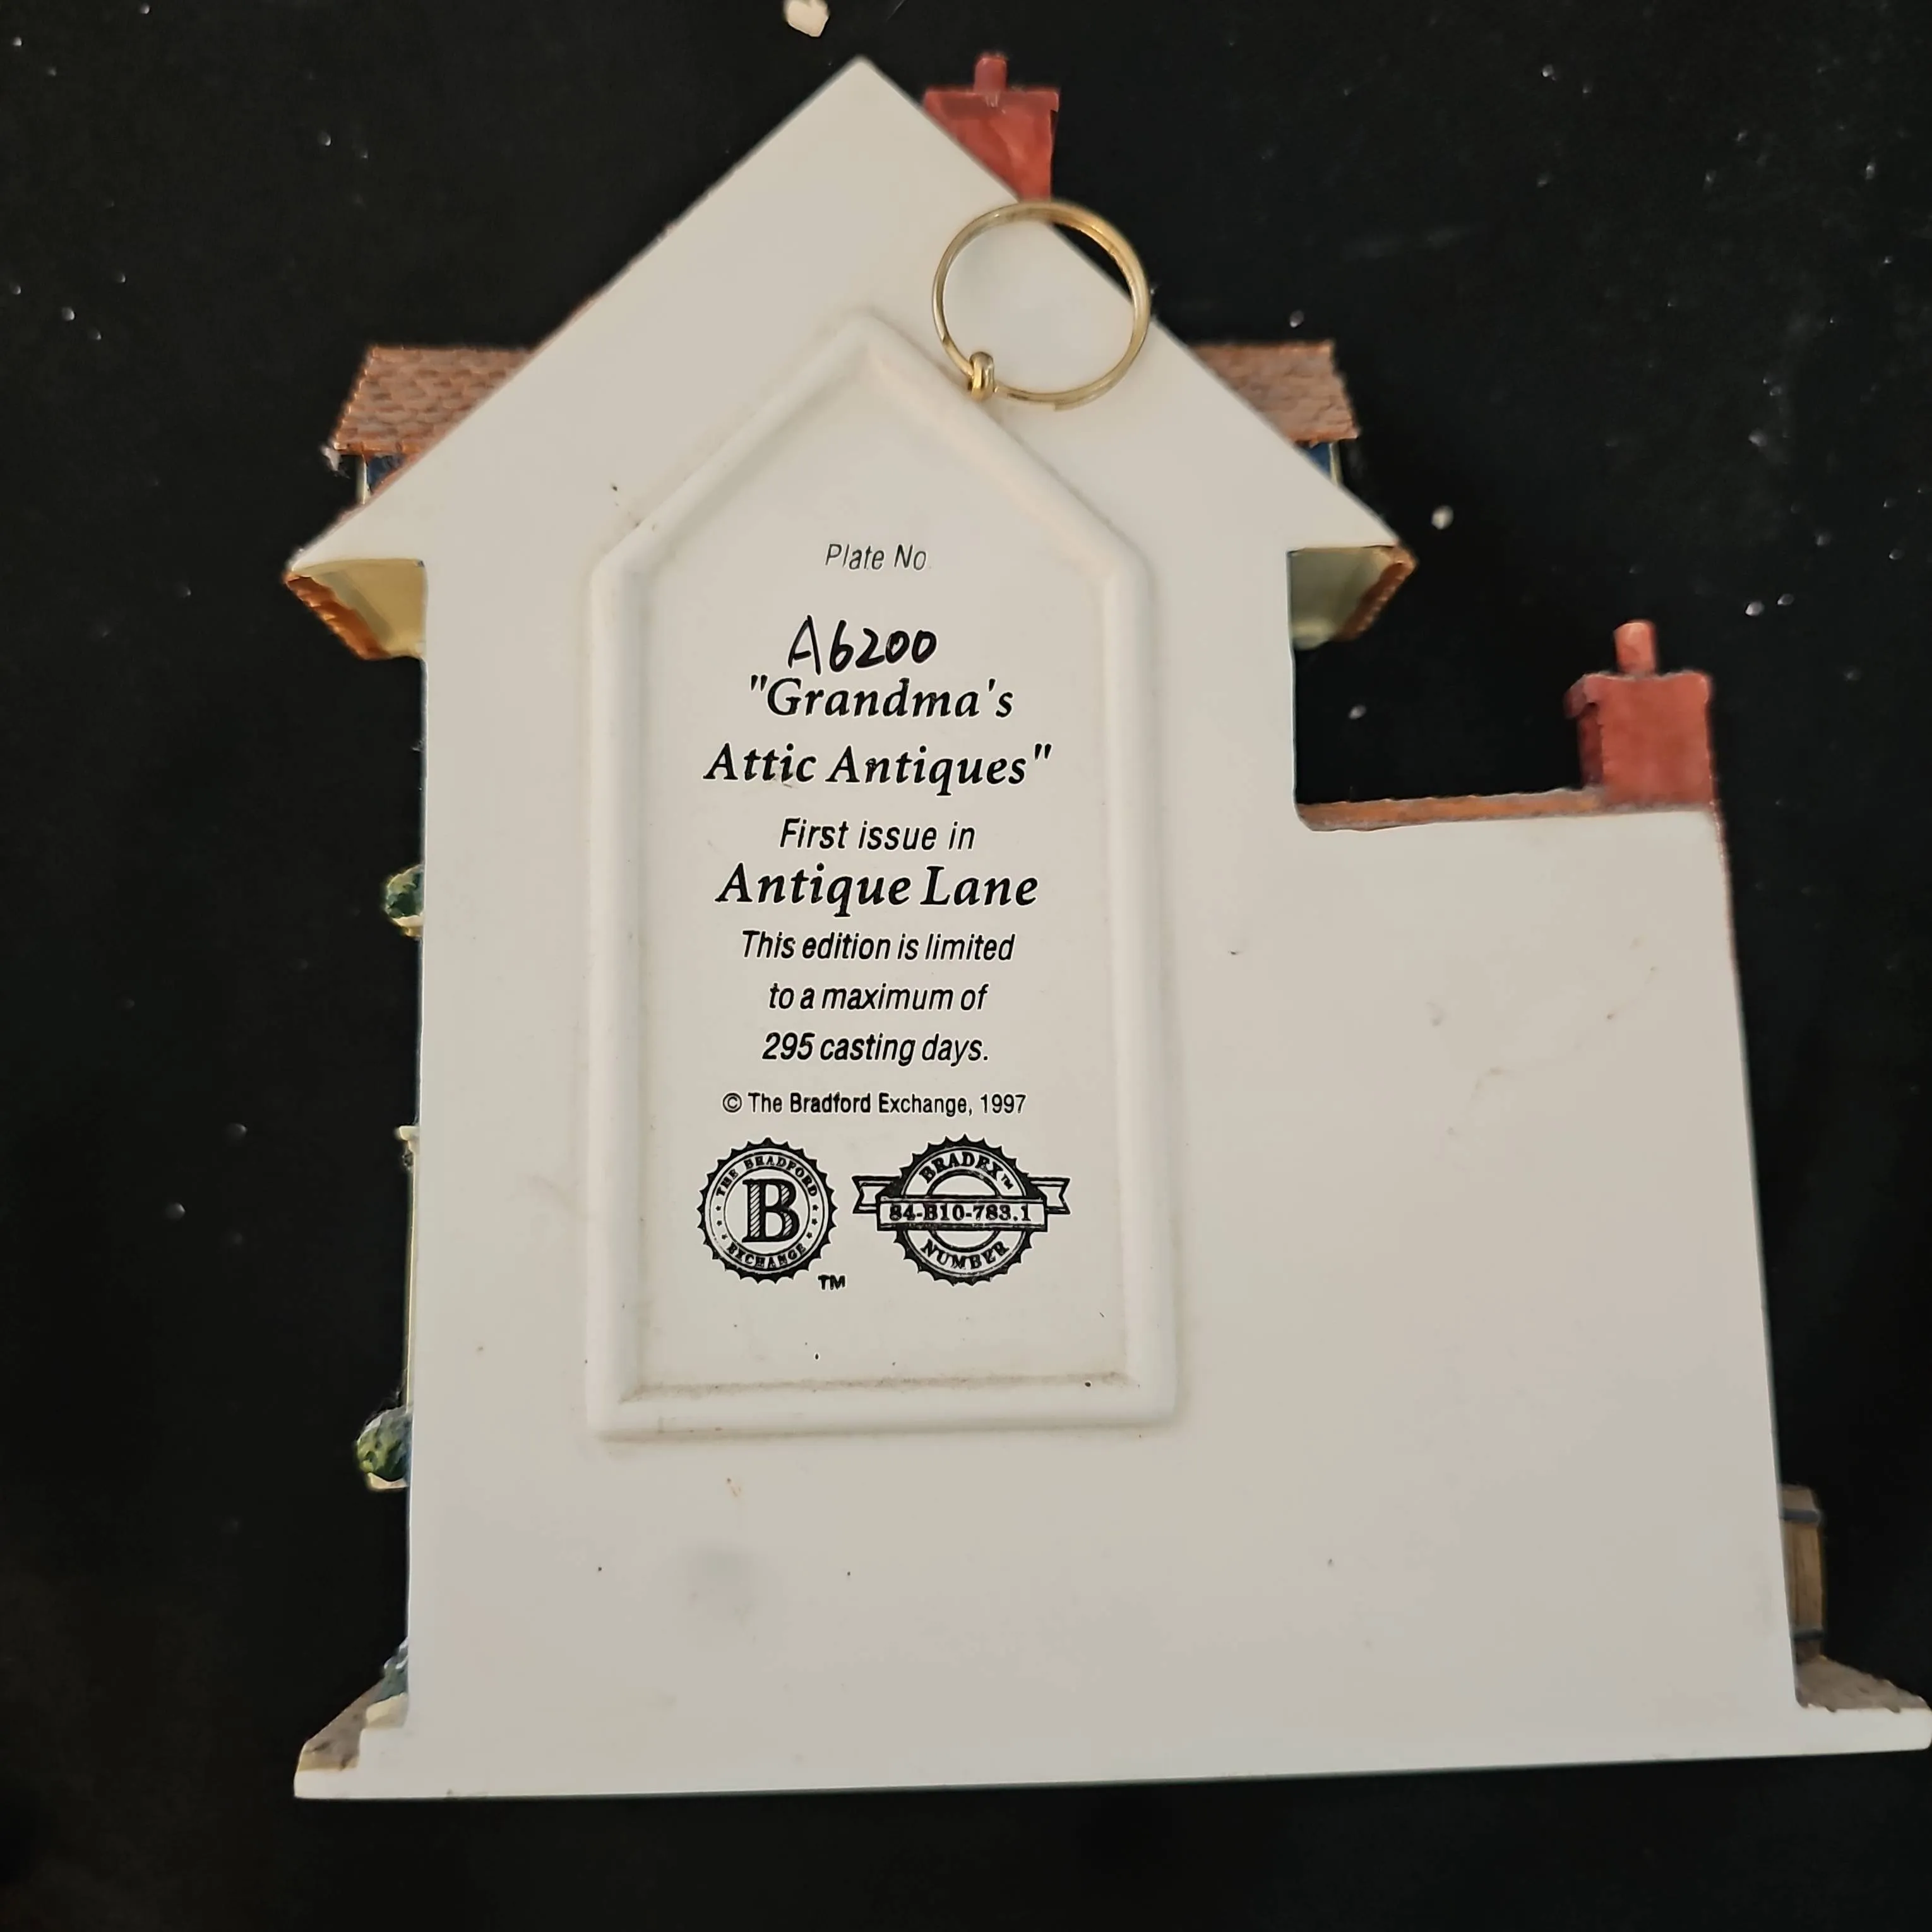 Plate No.
A6200
"Grandma's
Attic Antiques"
First issue in
Antique Lane
This edition is limited
to a maximum of
295 casting days.
© The Bradford Exchange, 1997
THE BRADFORD
B
EXCHANGE
TM
BRADEX™
84-B10-783.1
NUMBER